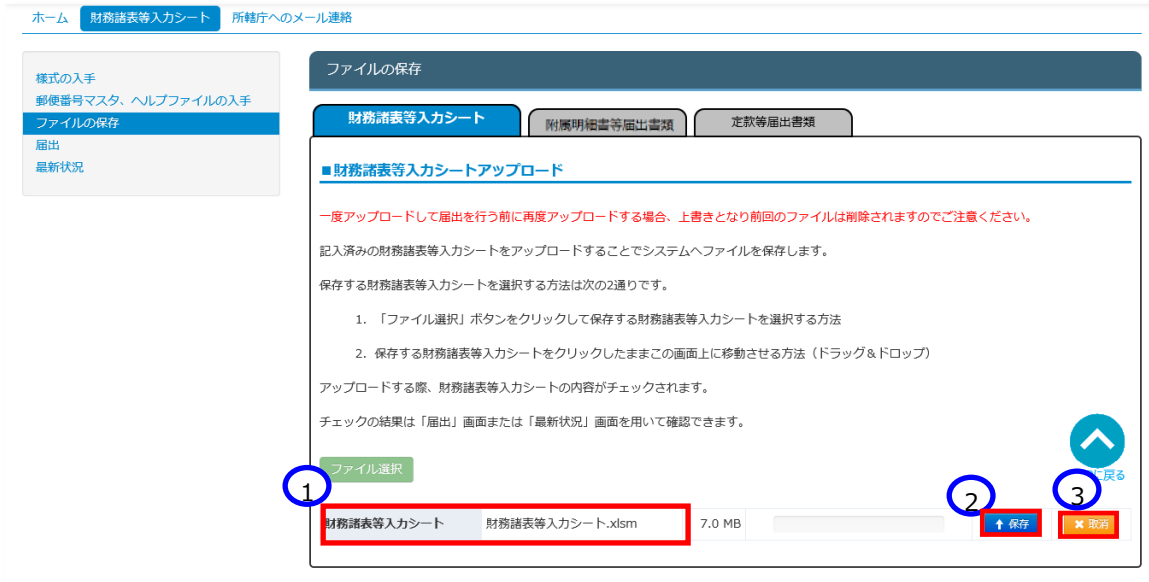 ホーム 財務諸表等入力シート 所轄庁へのメール連絡
様式の入手
郵便番号マスタ、ヘルプファイルの入手
ファイルの保存
届出
最新状況
ファイルの保存
財務諸表等入力シート 附属明細書等届出書類 定款等届出書類
■財務諸表等入力シートアップロード
一度アップロードして届出を行う前に再度アップロードする場合、上書きとなり前回のファイルは削除されますのでご注意ください。
記入済みの財務諸表等入力シートをアップロードすることでシステムへファイルを保存します。
保存する財務諸表等入力シートを選択する方法は次の2通りです。
1. 「ファイル選択」ボタンをクリックして保存する財務諸表等入力シートを選択する方法
2. 保存する財務諸表等入力シートをクリックしたままこの画面上に移動させる方法（ドラッグ＆ドロップ）
アップロードする際、財務諸表等入力シートの内容がチェックされます。
チェックの結果は「届出」画面または「最新状況」画面を用いて確認できます。
ファイル選択
に戻る
1 2 3
財務諸表等入力シート 財務諸表等入力シート.xlsm 7.0 MB 保存 取消